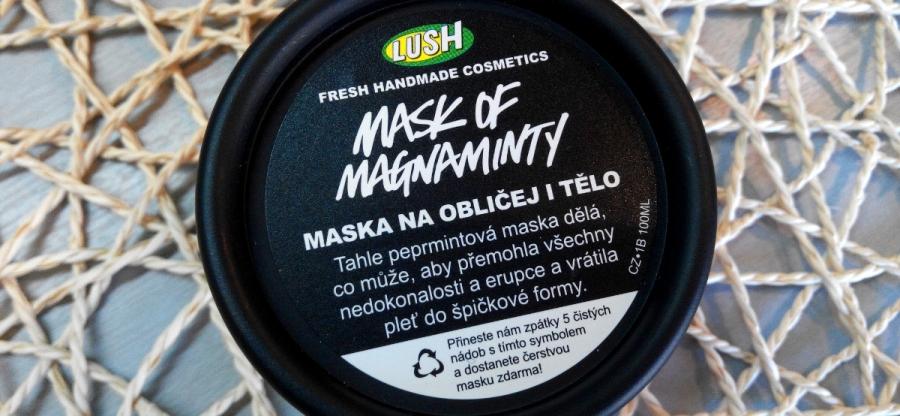 LUSH
FRESH HANDMADE COSMETICS
MASK OF
MAGNAMINTY
MASKA NA OBLIČEJ I TĚLO
Tahle peprmintová maska dělá,
co může, aby přemohla všechny
nedokonalosti a erupce a vrátila
pleť do špičkové formy.
CZ•1B 100ML
Přineste nám zpátky 5 čistých
nádob s tímto symbolem
a dostanete čerstvou
masku zdarma!